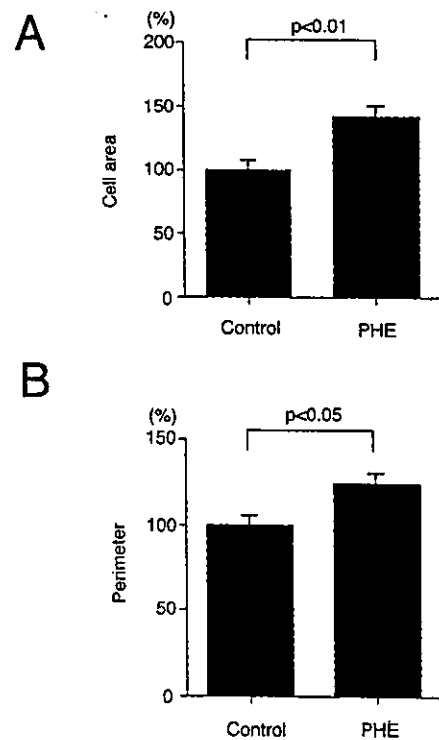 A
(%)
p<0.01
200
150
100
50
0
Cell area
Control PHE
B
(%)
p<0.05
150
100
50
0
Perimeter
Control PHE